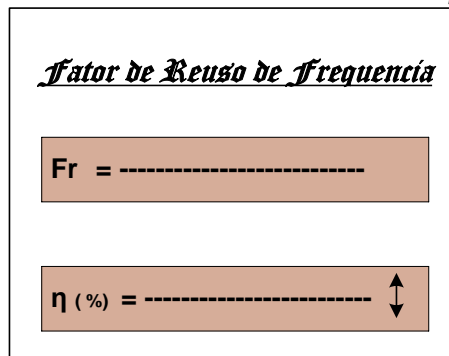 Fator de Reuso de Frequencia
Fr = ---------------------------
η ( %) = -------------------------